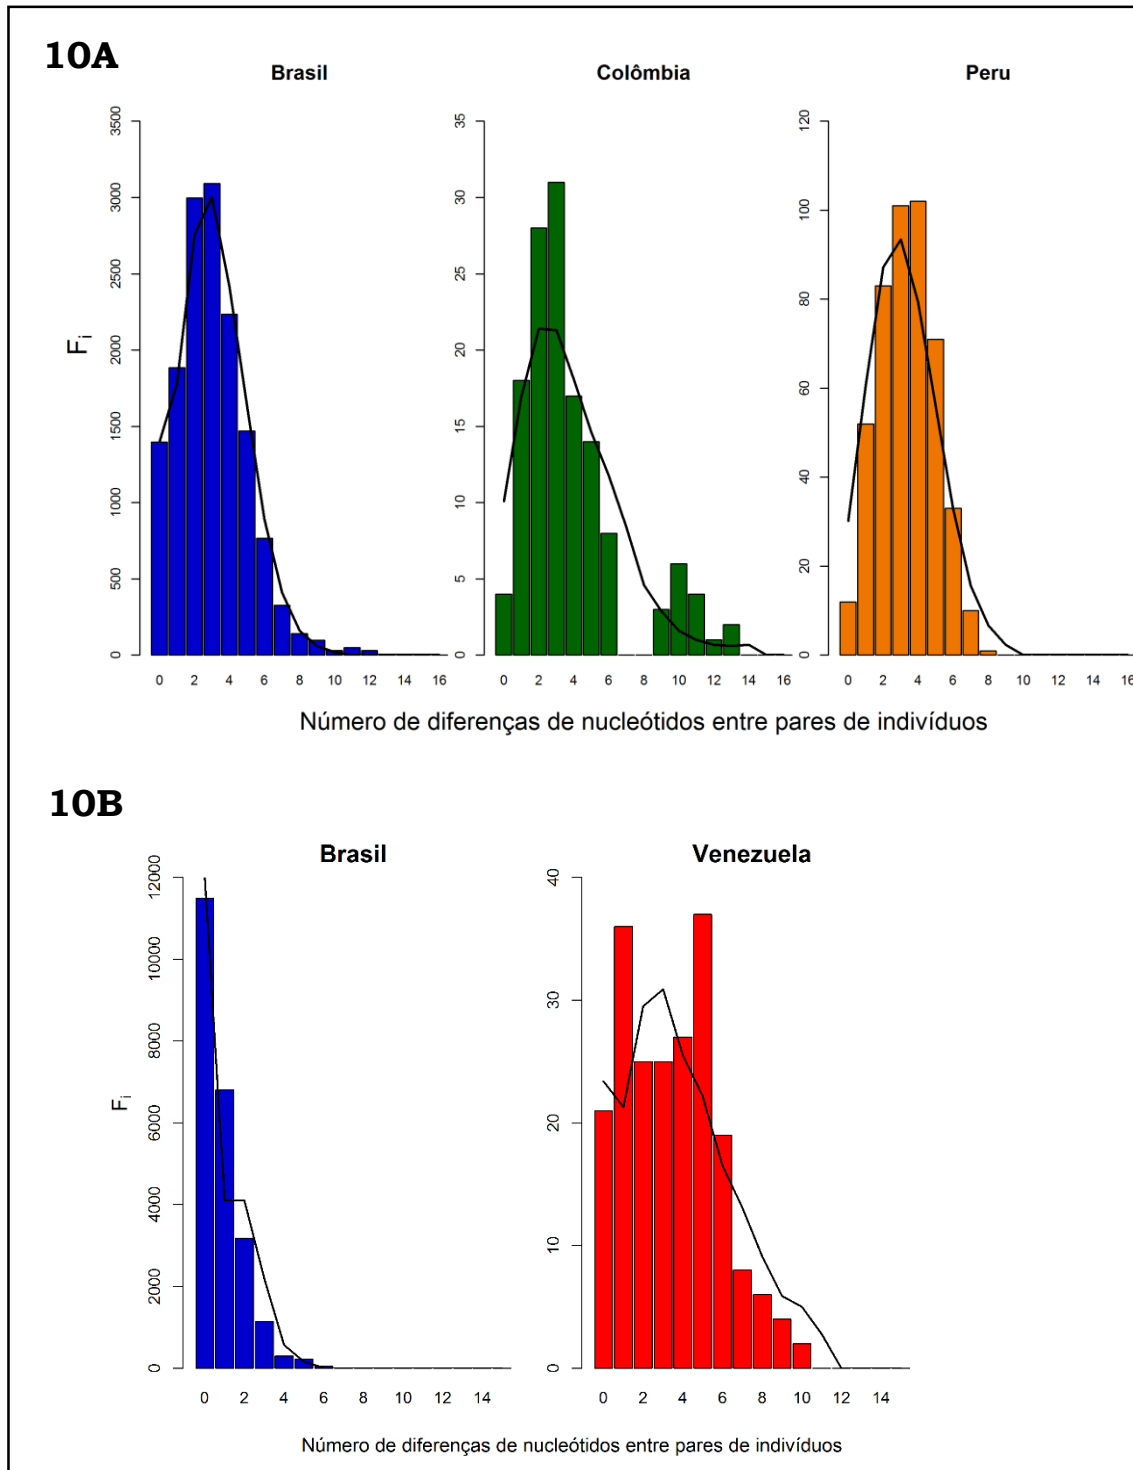 10A
Brasil Colômbia Peru
3500 35 120
3000 30 100
2500 25 80
2000 20 60
1500 15 40
1000 10 20
500 5 0
0 0
Fi
0 2 4 6 8 10 12 14 16 0 2 4 6 8 10 12 14 16 0 2 4 6 8 10 12 14 16
Número de diferenças de nucleótidos entre pares de indivíduos
10B
Brasil Venezuela
12000 40
10000 30
8000 20
6000 10
4000 0
2000
0
Fi
0 2 4 6 8 10 12 14 0 2 4 6 8 10 12 14
Número de diferenças de nucleótidos entre pares de indivíduos